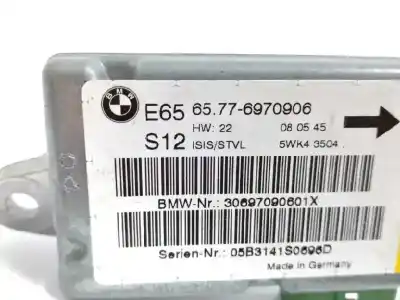 BMW
E65 65.77-6970906
HW: 22 08 05 45
S12 ISIS/STVL 5WK4 3504
BMW-Nr.: 30697090601X
Serien-Nr.: 05B3141S0696D
Made in Germany